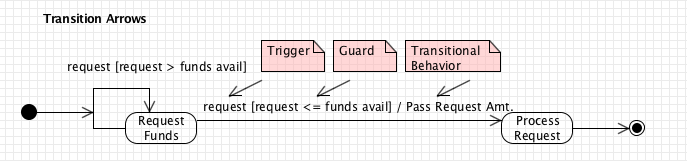 Transition Arrows
Trigger
Guard
Transitional
Behavior
request [request > funds avail]
request [request <= funds avail] / Pass Request Amt.
Request
Funds
Process
Request